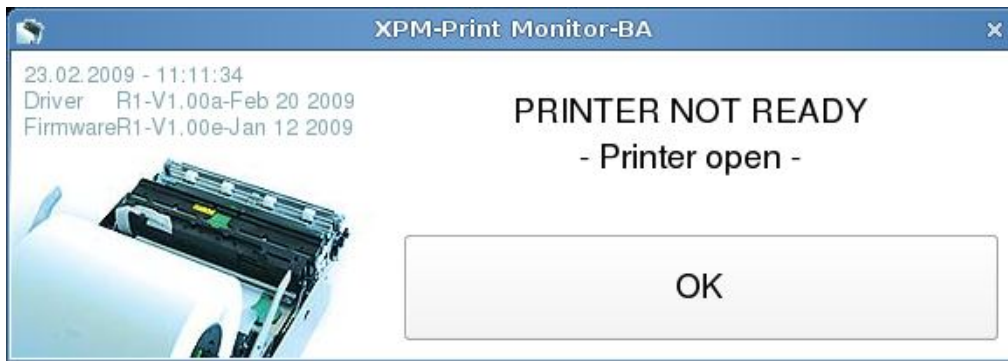 XPM-Print Monitor-BA
23.02.2009 - 11:11:34
Driver R1-V1.00a-Feb 20 2009
FirmwareR1-V1.00e-Jan 12 2009
PRINTER NOT READY
- Printer open -
OK